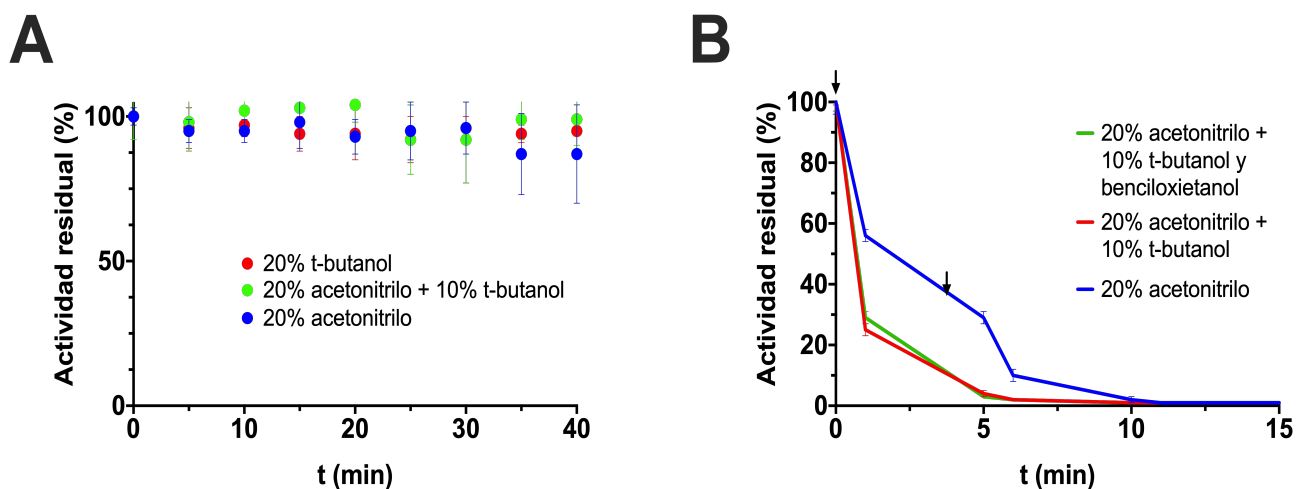 A
Actividad residual (%)
100
50
0
20% t-butanol
20% acetonitrilo + 10% t-butanol
20% acetonitrilo
0 10 20 30 40
t (min)
B
Actividad residual (%)
100
80
60
40
20
0
20% acetonitrilo +
10% t-butanol y
benciloxietanol
20% acetonitrilo +
10% t-butanol
20% acetonitrilo
0 5 10 15
t (min)